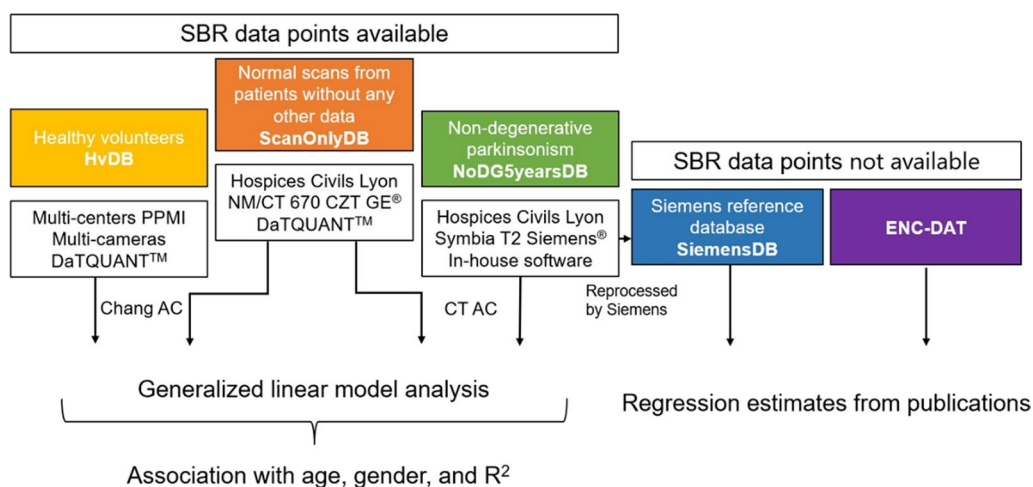 SBR data points available
Normal scans from
patients without any
other data
ScanOnlyDB
Healthy volunteers
HvDB
Non-degenerative
parkinsonism
NoDG5yearsDB
SBR data points not available
Multi-centers PPMI
Multi-cameras
DaTQUANT™
Hospices Civils Lyon
NM/CT 670 CZT GE®
DaTQUANT™
Hospices Civils Lyon
Symbia T2 Siemens®
In-house software
Siemens reference
database
SiemensDB
ENC-DAT
Chang AC
CT AC
Reprocessed
by Siemens
Generalized linear model analysis
Regression estimates from publications
Association with age, gender, and R²